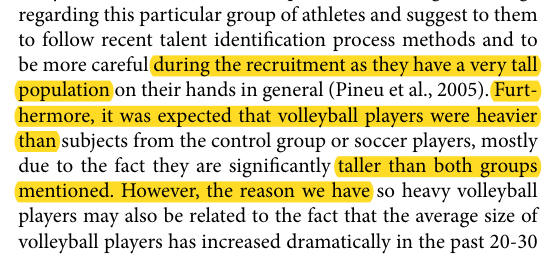 regarding this particular group of athletes and suggest to them
to follow recent talent identification process methods and to
be more careful during the recruitment as they have a very tall
population on their hands in general (Pineu et al., 2005). Furt-
hermore, it was expected that volleyball players were heavier
than subjects from the control group or soccer players, mostly
due to the fact they are significantly taller than both groups
mentioned. However, the reason we have so heavy volleyball
players may also be related to the fact that the average size of
volleyball players has increased dramatically in the past 20-30